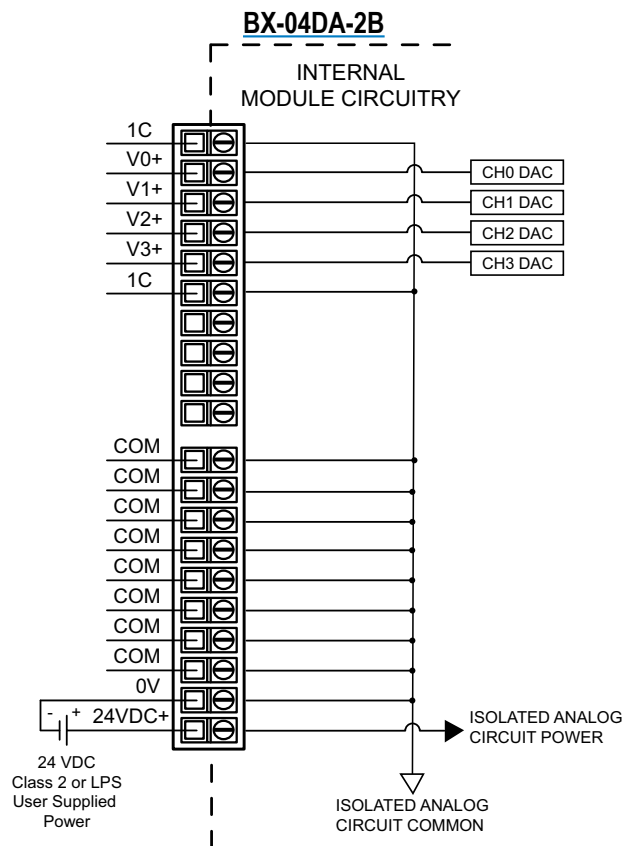 BX-04DA-2B
INTERNAL
MODULE CIRCUITRY
1C
V0+
V1+
V2+
V3+
1C
CH0 DAC
CH1 DAC
CH2 DAC
CH3 DAC
COM
COM
COM
COM
COM
COM
COM
COM
0V
- + 24VDC+
24 VDC
Class 2 or LPS
User Supplied
Power
ISOLATED ANALOG
CIRCUIT POWER
ISOLATED ANALOG
CIRCUIT COMMON